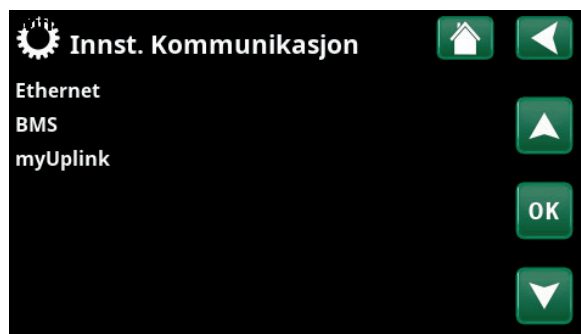 Innst. Kommunikasjon
Ethernet
BMS
myUplink
OK